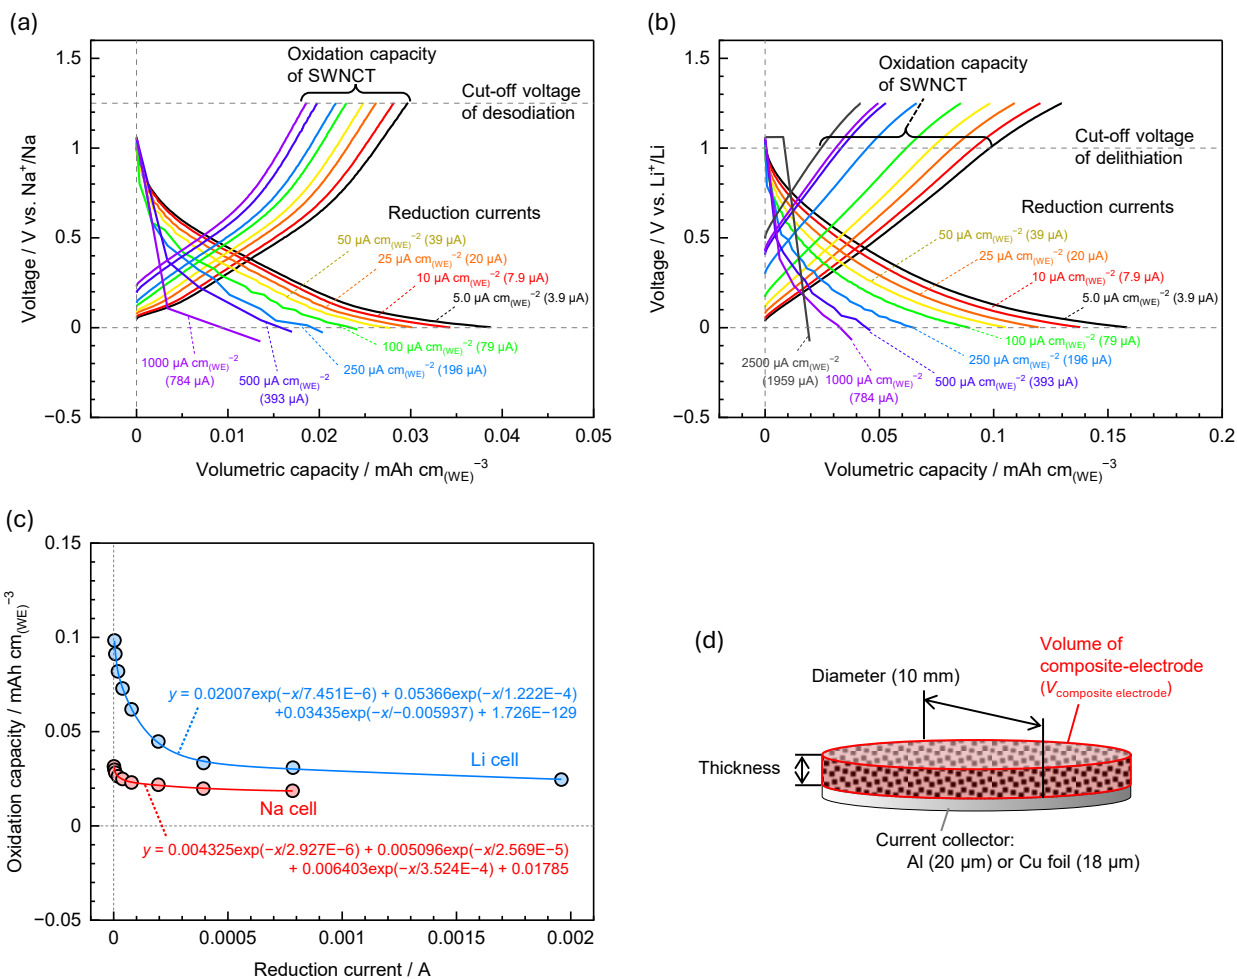 (a)
1.5
1
0.5
0
−0.5
Voltage / V vs. Na⁺/Na
Oxidation capacity
of SWNCT
Cut-off voltage
of desodiation
Reduction currents
50 μA cm(WE)⁻² (39 μA)
25 μA cm(WE)⁻² (20 μA)
10 μA cm(WE)⁻² (7.9 μA)
5.0 μA cm(WE)⁻² (3.9 μA)
100 μA cm(WE)⁻² (79 μA)
250 μA cm(WE)⁻² (196 μA)
500 μA cm(WE)⁻²
(393 μA)
1000 μA cm(WE)⁻²
(784 μA)
0 0.01 0.02 0.03 0.04 0.05
Volumetric capacity / mAh cm(WE)⁻³
(b)
1.5
1
0.5
0
−0.5
Voltage / V vs. Li⁺/Li
Oxidation capacity
of SWNCT
Cut-off voltage
of delithiation
Reduction currents
50 μA cm(WE)⁻² (39 μA)
25 μA cm(WE)⁻² (20 μA)
10 μA cm(WE)⁻² (7.9 μA)
5.0 μA cm(WE)⁻² (3.9 μA)
100 μA cm(WE)⁻² (79 μA)
250 μA cm(WE)⁻² (196 μA)
500 μA cm(WE)⁻² (393 μA)
1000 μA cm(WE)⁻²
(784 μA)
2500 μA cm(WE)⁻²
(1959 μA)
0 0.05 0.1 0.15 0.2
Volumetric capacity / mAh cm(WE)⁻³
(c)
0.15
0.1
0.05
0
−0.05
Oxidation capacity / mAh cm(WE)⁻³
y = 0.02007exp(−x/7.451E−6) + 0.05366exp(−x/1.222E−4)
+0.03435exp(−x/−0.005937) + 1.726E−129
Li cell
Na cell
y = 0.004325exp(−x/2.927E−6) + 0.005096exp(−x/2.569E−5)
+ 0.006403exp(−x/3.524E−4) + 0.01785
0 0.0005 0.001 0.0015 0.002
Reduction current / A
(d)
Volume of
composite-electrode
(Vcomposite electrode)
Diameter (10 mm)
Thickness
Current collector:
Al (20 μm) or Cu foil (18 μm)